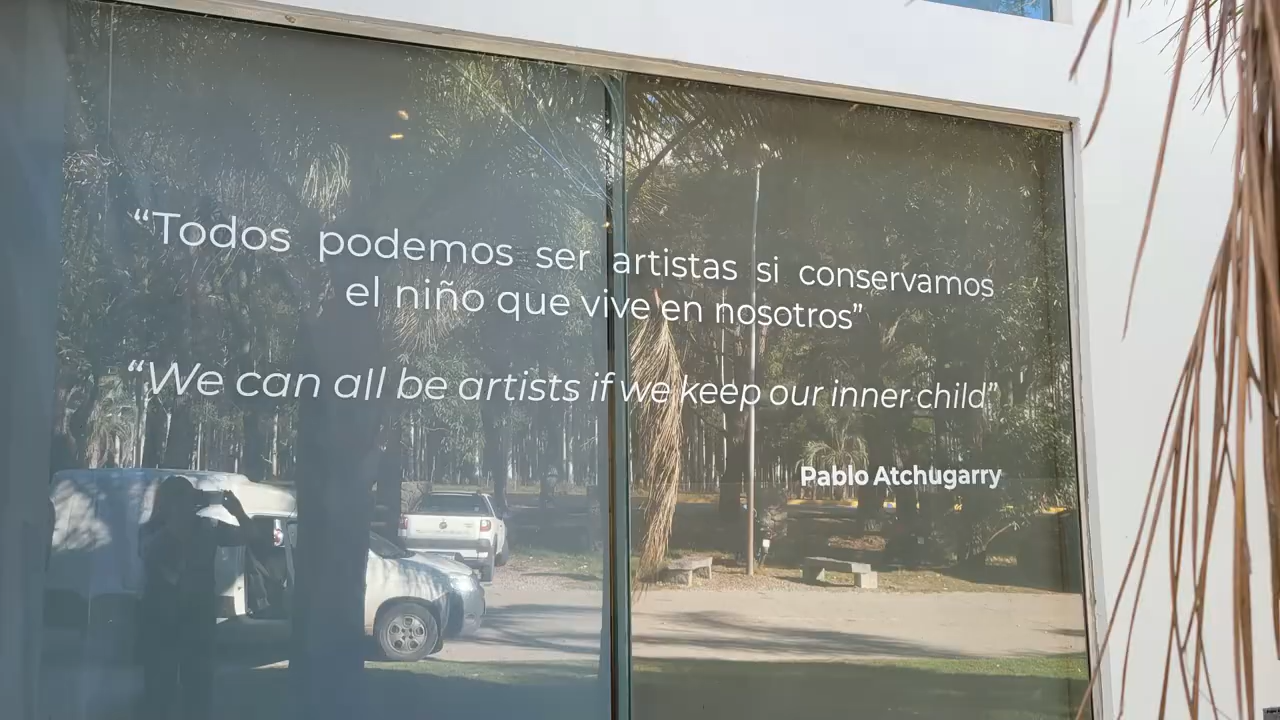 “Todos podemos ser artistas si conservamos
el niño que vive en nosotros”
“We can all be artists if we keep our inner child”
Pablo Atchugarry